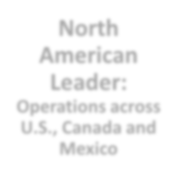 North
American
Leader:
Operations across
U.S., Canada and
Mexico